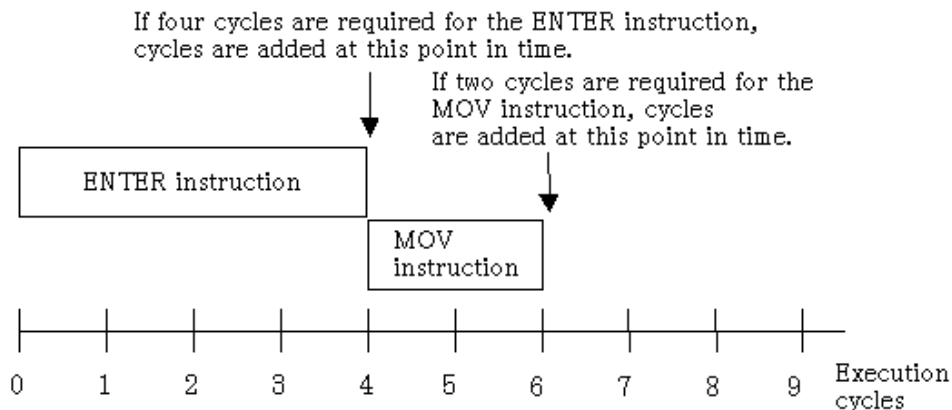 If four cycles are required for the ENTER instruction,
cycles are added at this point in time.
If two cycles are required for the
MOV instruction, cycles
are added at this point in time.
ENTER instruction
MOV
instruction
0 1 2 3 4 5 6 7 8 9
Execution
cycles